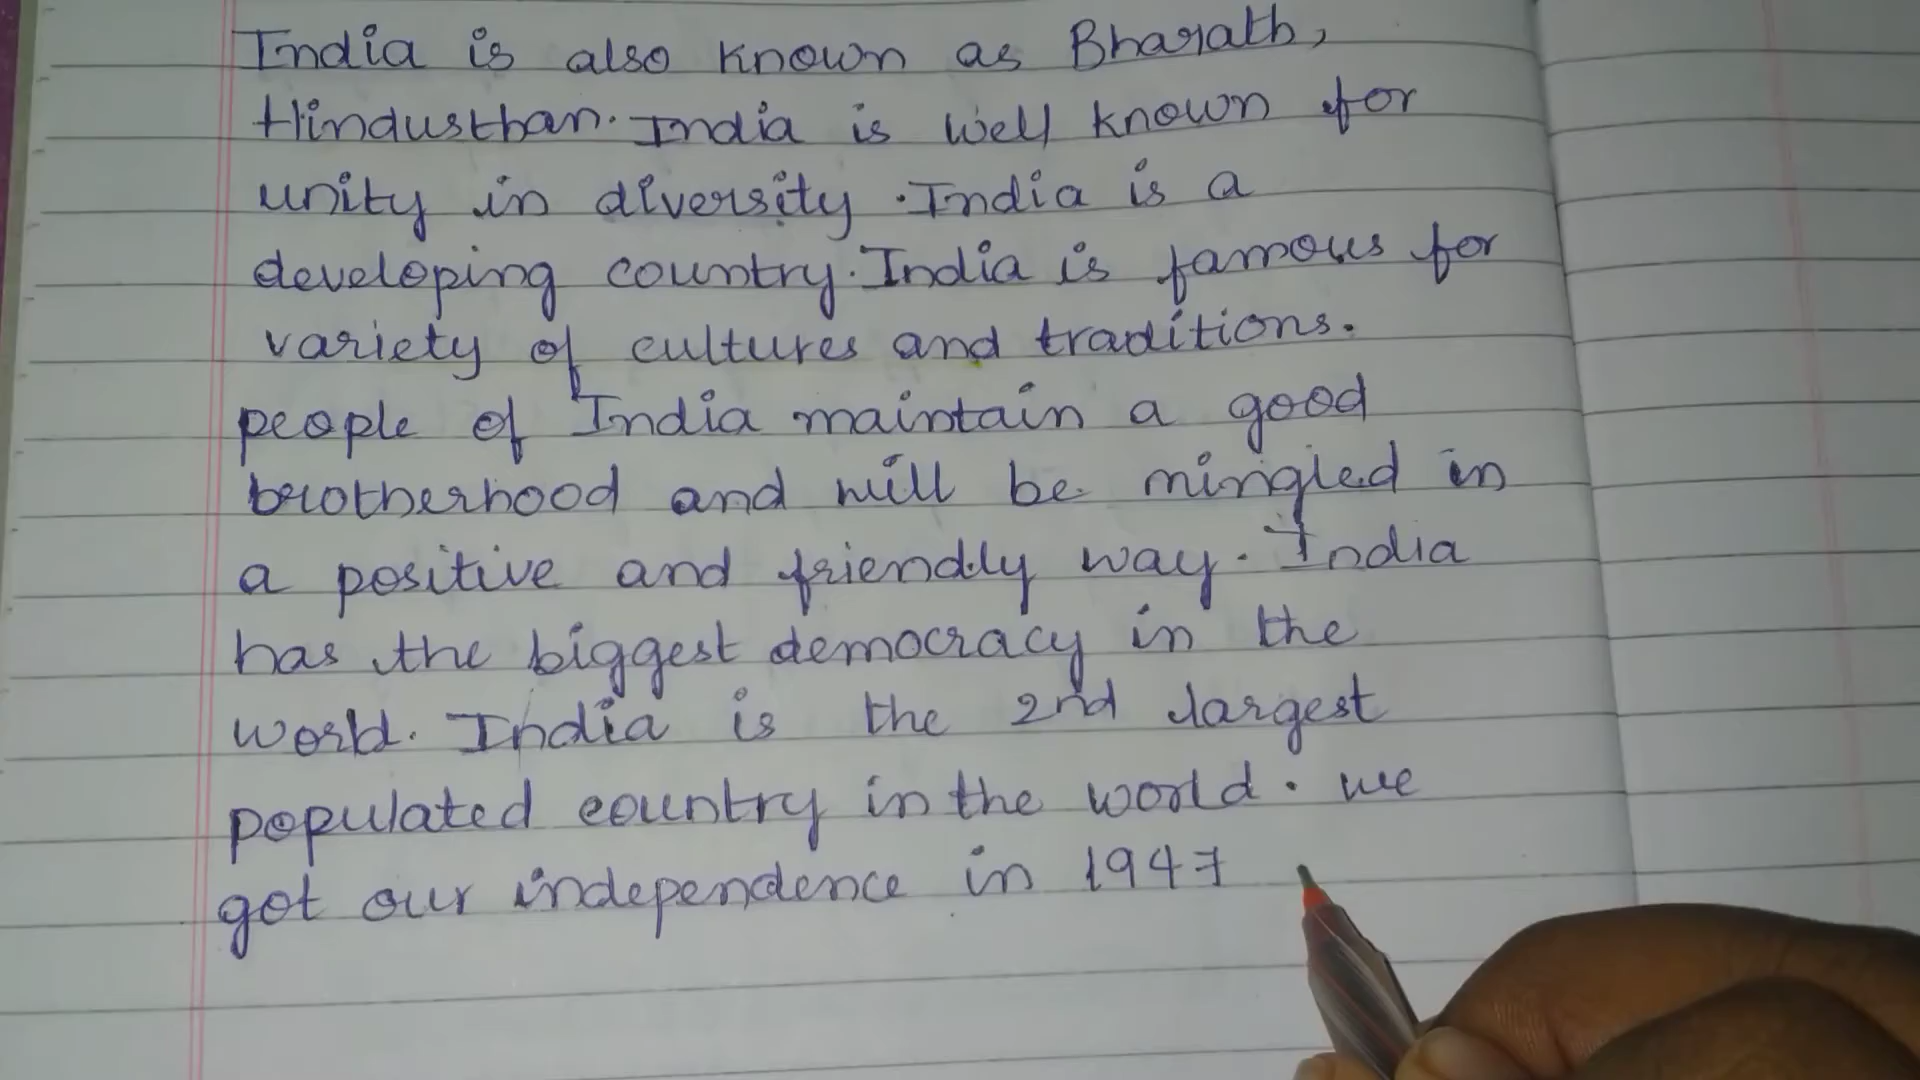 India is also known as Bharath,
Hindusthan. India is well known for
unity in diversity. India is a
developing country. India is famous for
variety of cultures and traditions.
people of India maintain a good
brotherhood and will be mingled in
a positive and friendly way. India
has the biggest democracy in the
world. India is the 2nd largest
populated country in the world. we
got our independence in 1947